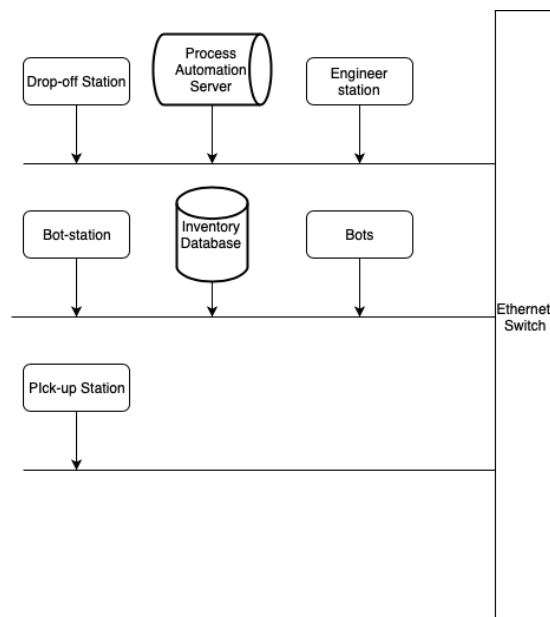 Drop-off Station
Process
Automation
Server
Engineer
station
Bot-station
Inventory
Database
Bots
Ethernet
Switch
PIck-up Station